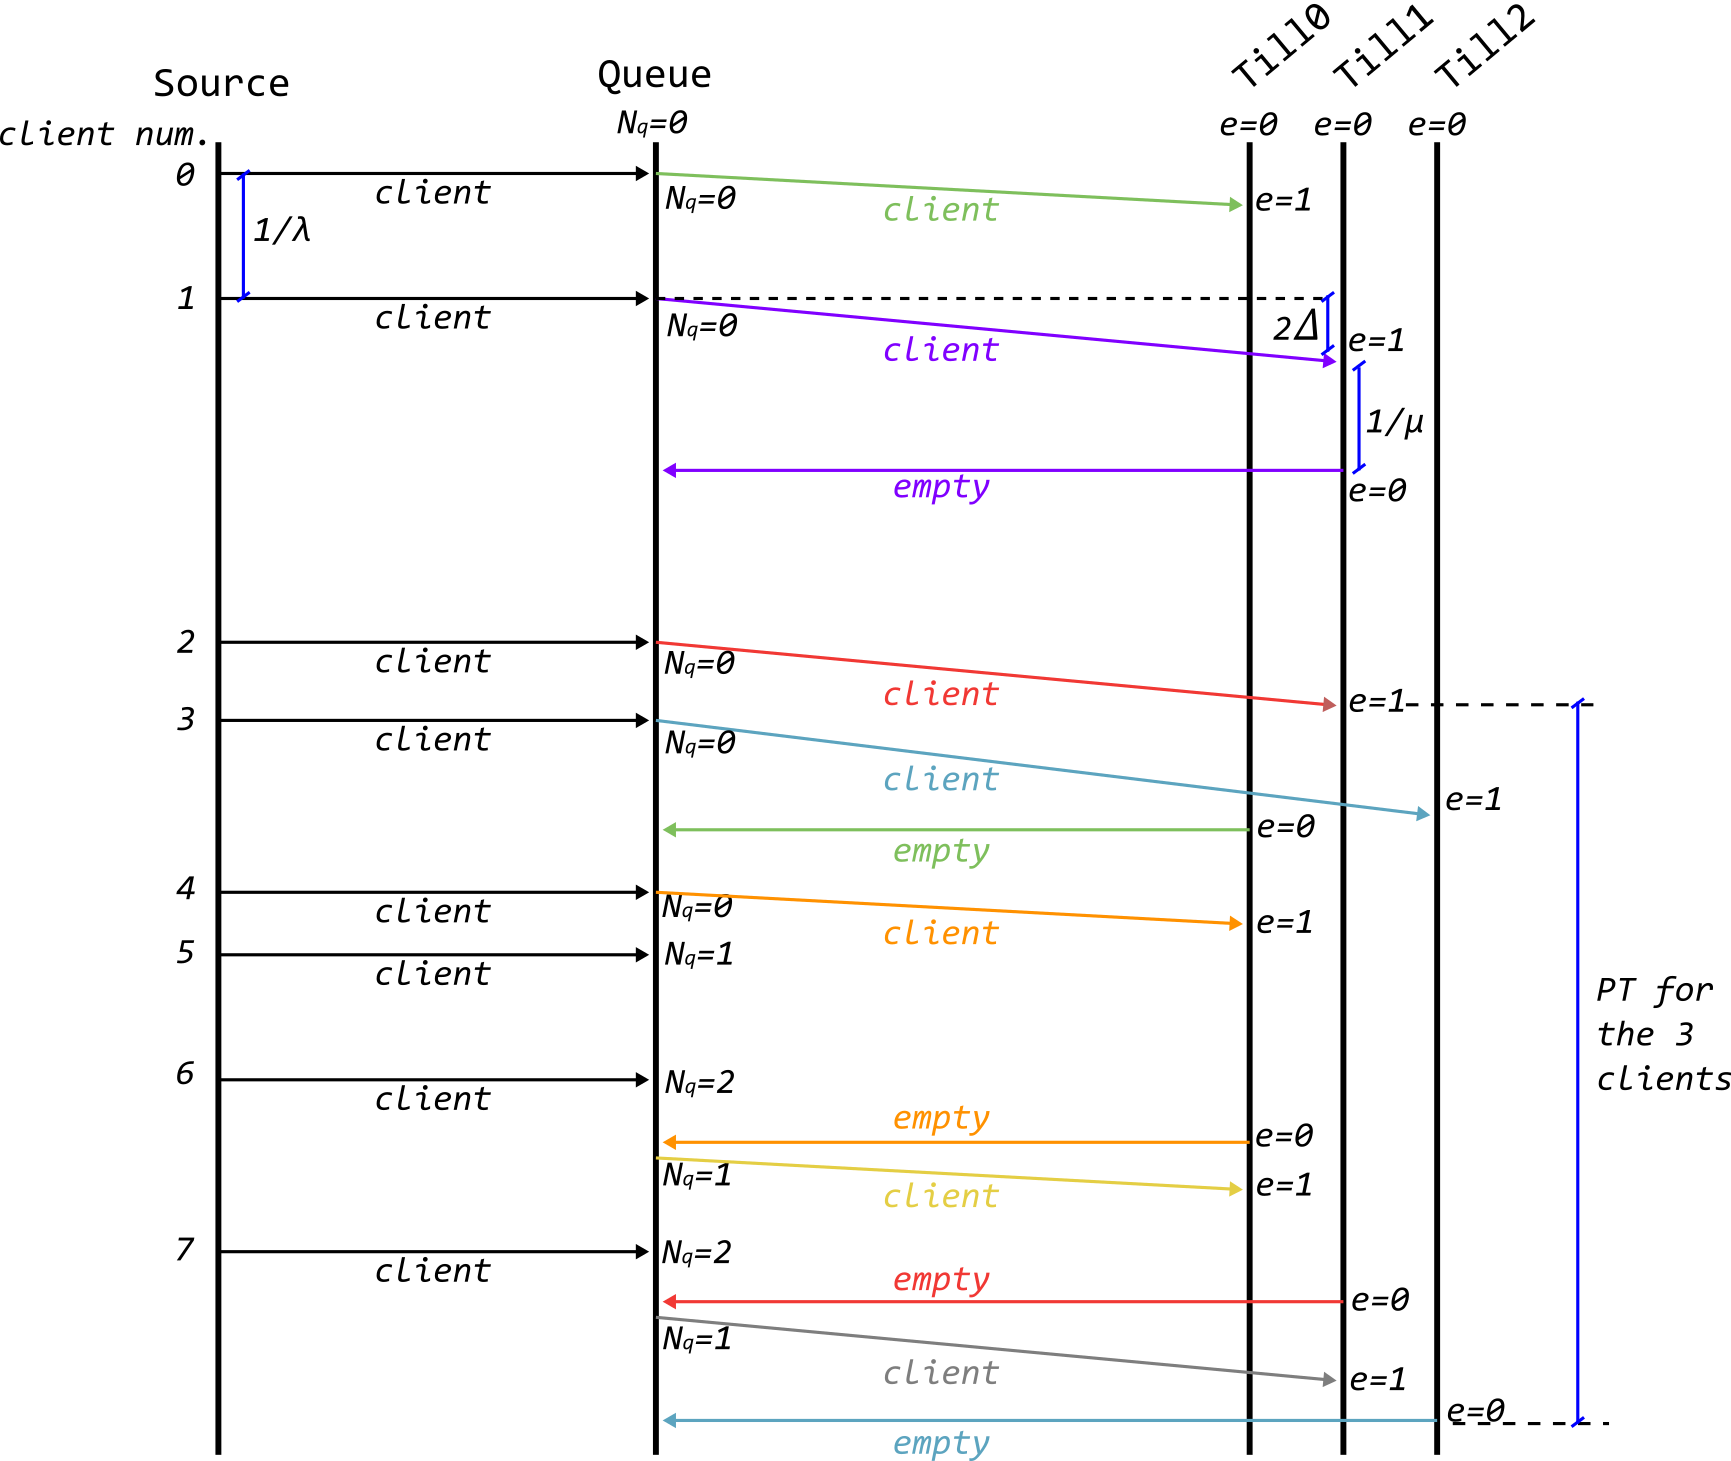 Till0
Till1
Till2
Source
Queue
client num.
Nq=0
e=0
e=0
e=0
0
client
Nq=0
client
e=1
1/λ
1
client
Nq=0
client
2Δ
e=1
1/μ
empty
e=0
2
client
Nq=0
client
e=1
3
client
Nq=0
client
e=1
e=0
empty
4
client
Nq=0
client
e=1
5
client
Nq=1
PT for
the 3
clients
6
client
Nq=2
empty
e=0
Nq=1
client
e=1
7
client
Nq=2
empty
e=0
Nq=1
client
e=1
e=0
empty